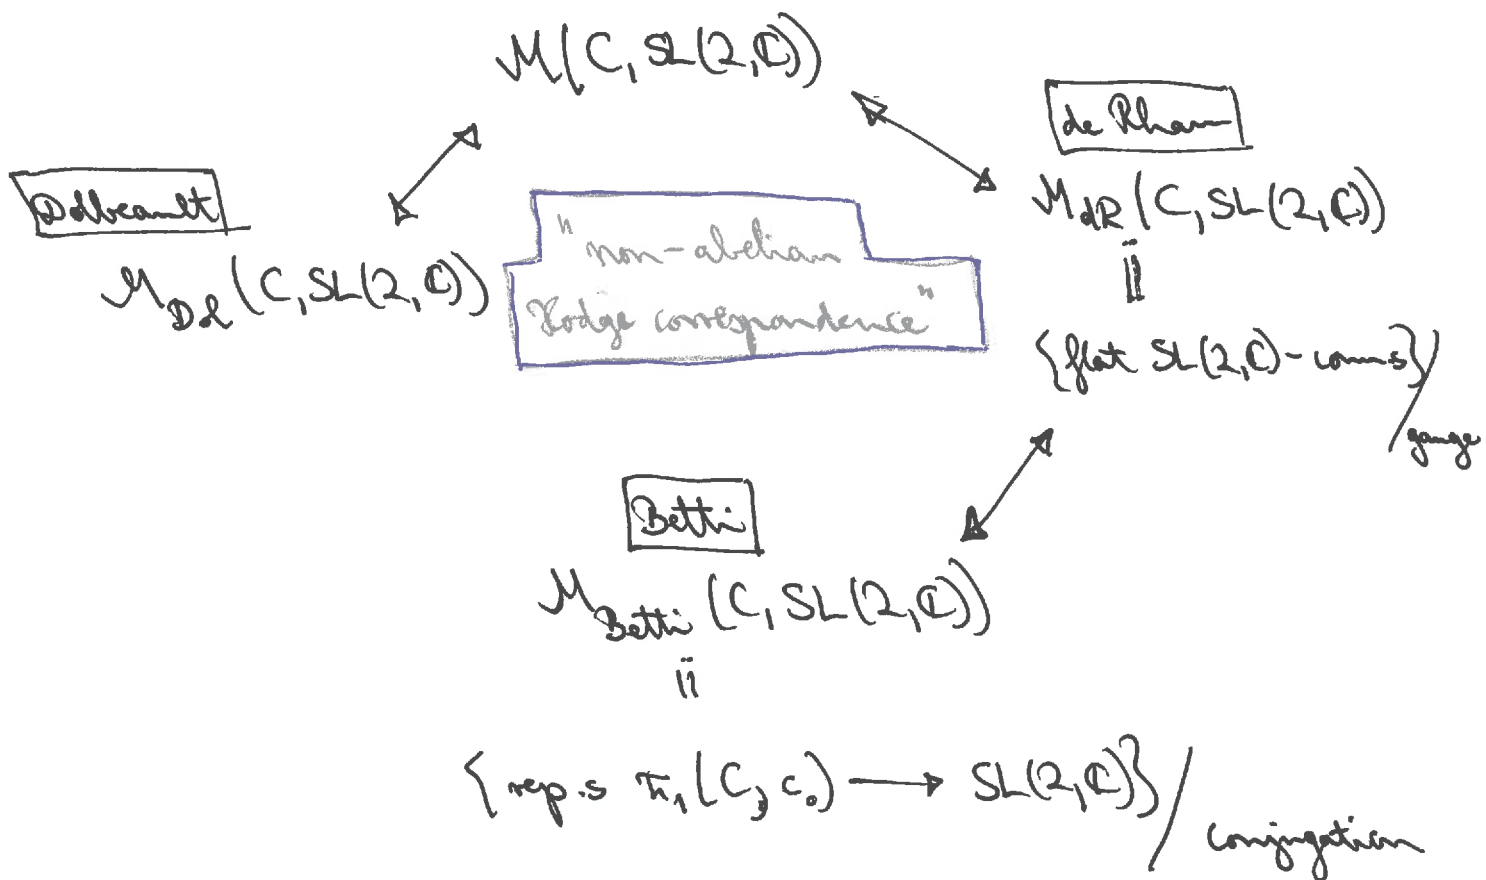 M(C, SL(2,ℂ))
de Rham
Dolbeault
M_dR(C, SL(2,ℂ))
"non-abelian
M_Dol(C, SL(2,ℂ))
Hodge correspondence"
{flat SL(2,ℂ)-conn.s}/gauge
Betti
M_Betti(C, SL(2,ℂ))
{rep.s π₁(C, c₀) → SL(2,ℂ)}/conjugation